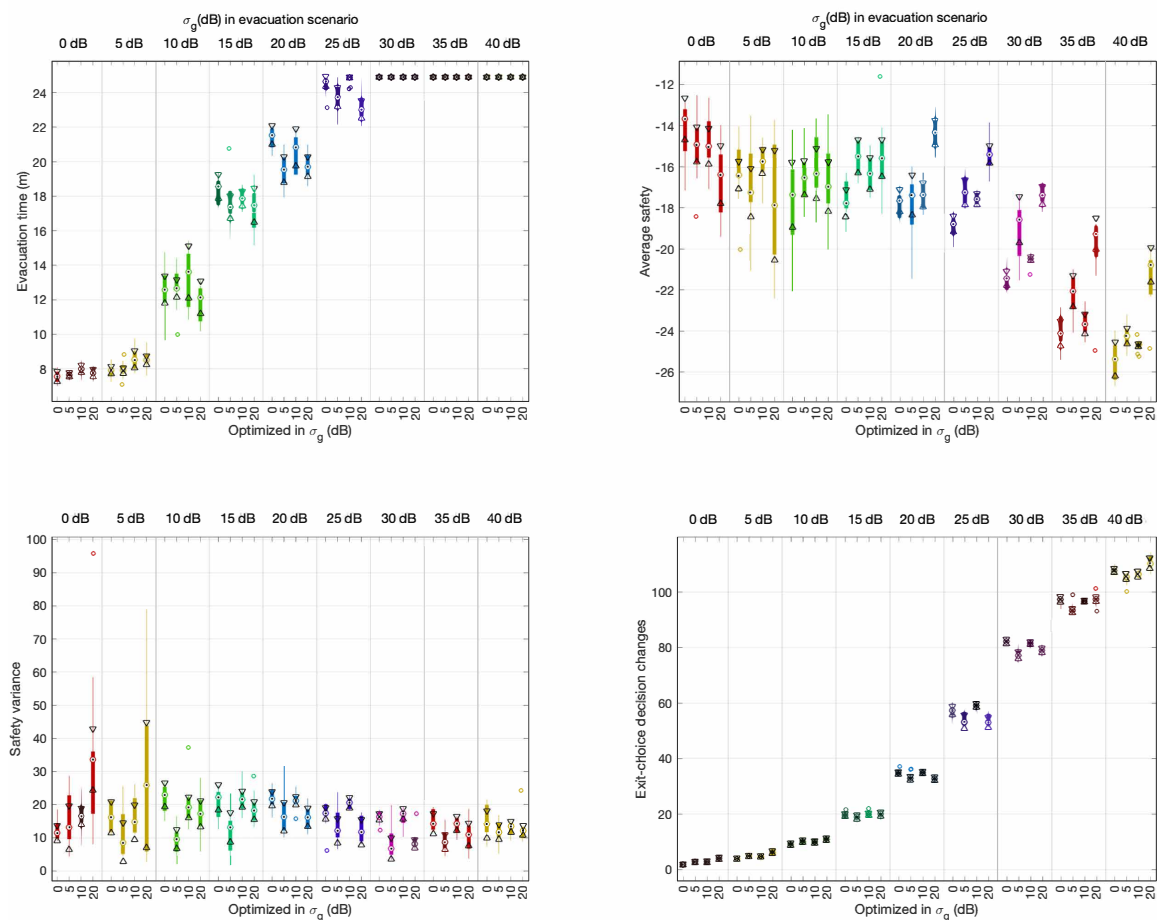 σg(dB) in evacuation scenario
0 dB 5 dB 10 dB 15 dB 20 dB 25 dB 30 dB 35 dB 40 dB
24
22
20
18
16
14
12
10
8
Evacuation time (m)
0 5 10 20 0 5 10 20 0 5 10 20 0 5 10 20 0 5 10 20 0 5 10 20 0 5 10 20 0 5 10 20 0 5 10 20
Optimized in σg (dB)
σg(dB) in evacuation scenario
0 dB 5 dB 10 dB 15 dB 20 dB 25 dB 30 dB 35 dB 40 dB
-12
-14
-16
-18
-20
-22
-24
-26
Average safety
0 5 10 20 0 5 10 20 0 5 10 20 0 5 10 20 0 5 10 20 0 5 10 20 0 5 10 20 0 5 10 20 0 5 10 20
Optimized in σg (dB)
0 dB 5 dB 10 dB 15 dB 20 dB 25 dB 30 dB 35 dB 40 dB
100
90
80
70
60
50
40
30
20
10
0
Safety variance
0 5 10 20 0 5 10 20 0 5 10 20 0 5 10 20 0 5 10 20 0 5 10 20 0 5 10 20 0 5 10 20 0 5 10 20
Optimized in σg (dB)
0 dB 5 dB 10 dB 15 dB 20 dB 25 dB 30 dB 35 dB 40 dB
100
80
60
40
20
0
Exit-choice decision changes
0 5 10 20 0 5 10 20 0 5 10 20 0 5 10 20 0 5 10 20 0 5 10 20 0 5 10 20 0 5 10 20 0 5 10 20
Optimized in σg (dB)